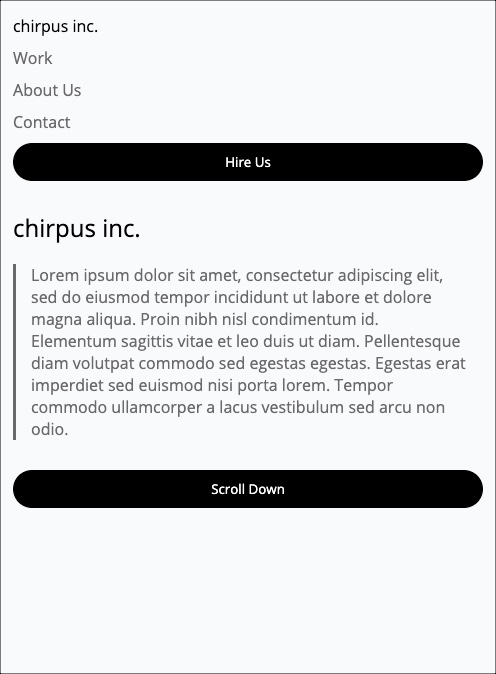 chirpus inc.
Work
About Us
Contact
Hire Us
chirpus inc.
Lorem ipsum dolor sit amet, consectetur adipiscing elit,
sed do eiusmod tempor incididunt ut labore et dolore
magna aliqua. Proin nibh nisl condimentum id.
Elementum sagittis vitae et leo duis ut diam. Pellentesque
diam volutpat commodo sed egestas egestas. Egestas erat
imperdiet sed euismod nisi porta lorem. Tempor
commodo ullamcorper a lacus vestibulum sed arcu non
odio.
Scroll Down